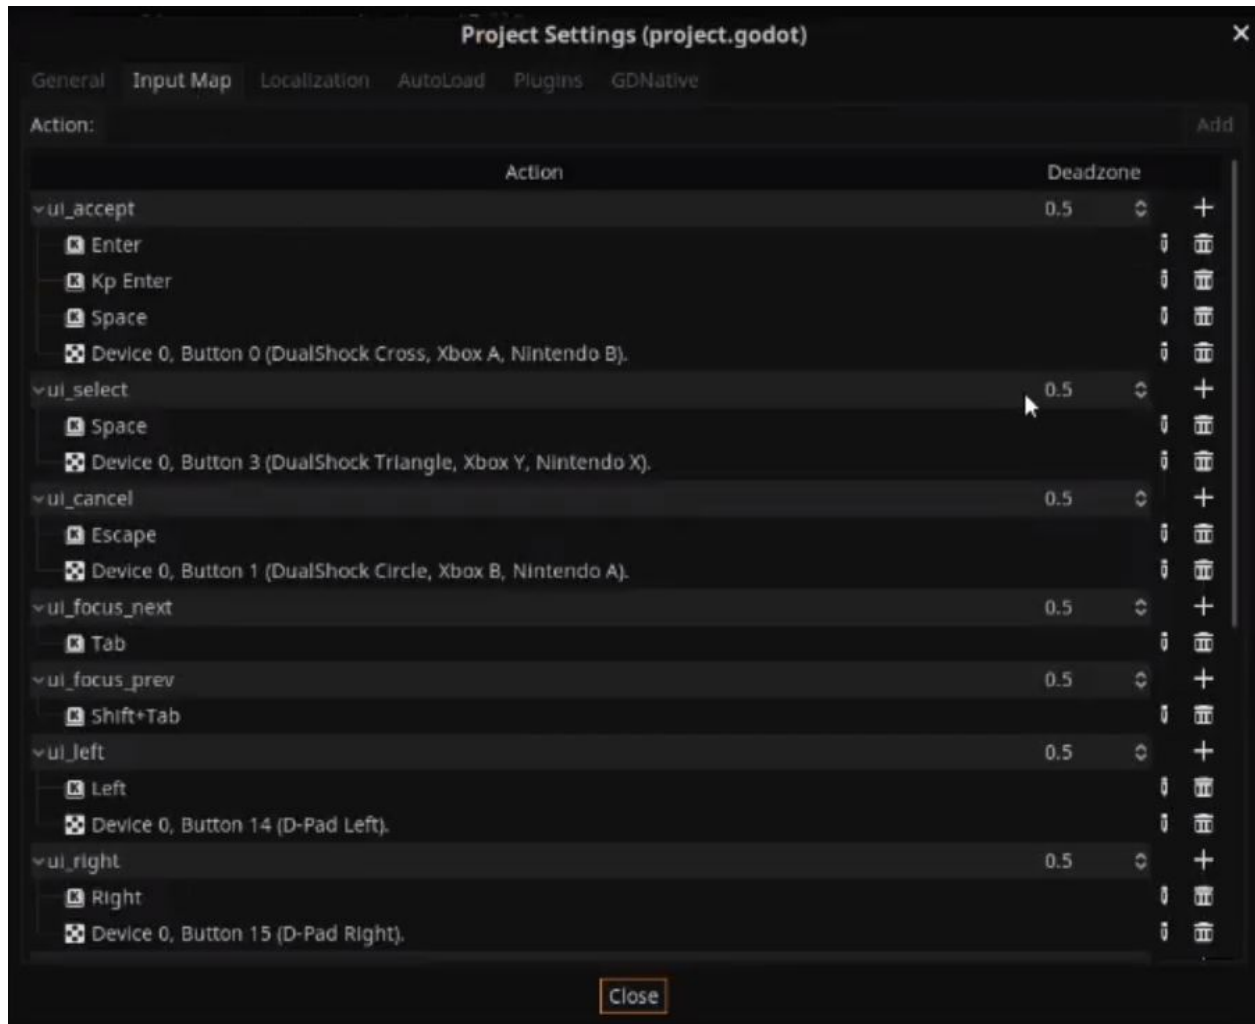 Project Settings (project.godot)
General Input Map Localization AutoLoad Plugins GDNative
Action: Add
Action Deadzone
ui_accept 0.5
Enter
Kp Enter
Space
Device 0, Button 0 (DualShock Cross, Xbox A, Nintendo B).
ui_select 0.5
Space
Device 0, Button 3 (DualShock Triangle, Xbox Y, Nintendo X).
ui_cancel 0.5
Escape
Device 0, Button 1 (DualShock Circle, Xbox B, Nintendo A).
ui_focus_next 0.5
Tab
ui_focus_prev 0.5
Shift+Tab
ui_left 0.5
Left
Device 0, Button 14 (D-Pad Left).
ui_right 0.5
Right
Device 0, Button 15 (D-Pad Right).
Close